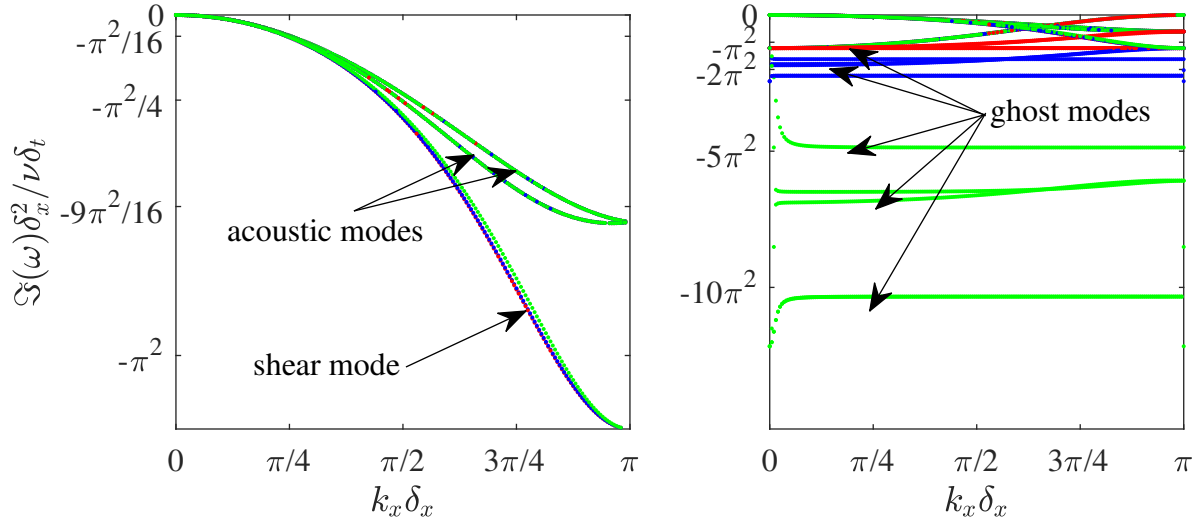 0
-π²/16
-π²/4
-9π²/16
-π²
ℑ(ω)δₓ²/νδₜ
acoustic modes
shear mode
0 π/4 π/2 3π/4 π
kₓδₓ
0
-π²
-2π²
-5π²
-10π²
ghost modes
0 π/4 π/2 3π/4 π
kₓδₓ